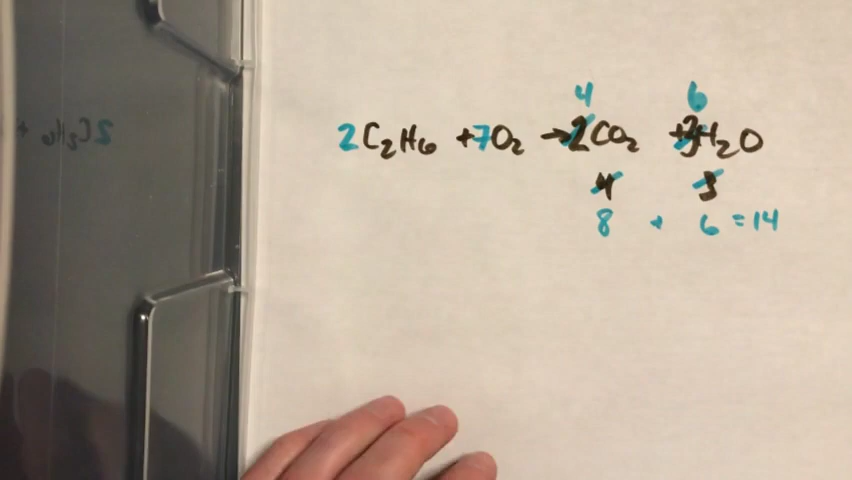 4 6
2C₂H₆ + 7O₂ → 2CO₂ + 3H₂O
4 3
8 + 6 = 14